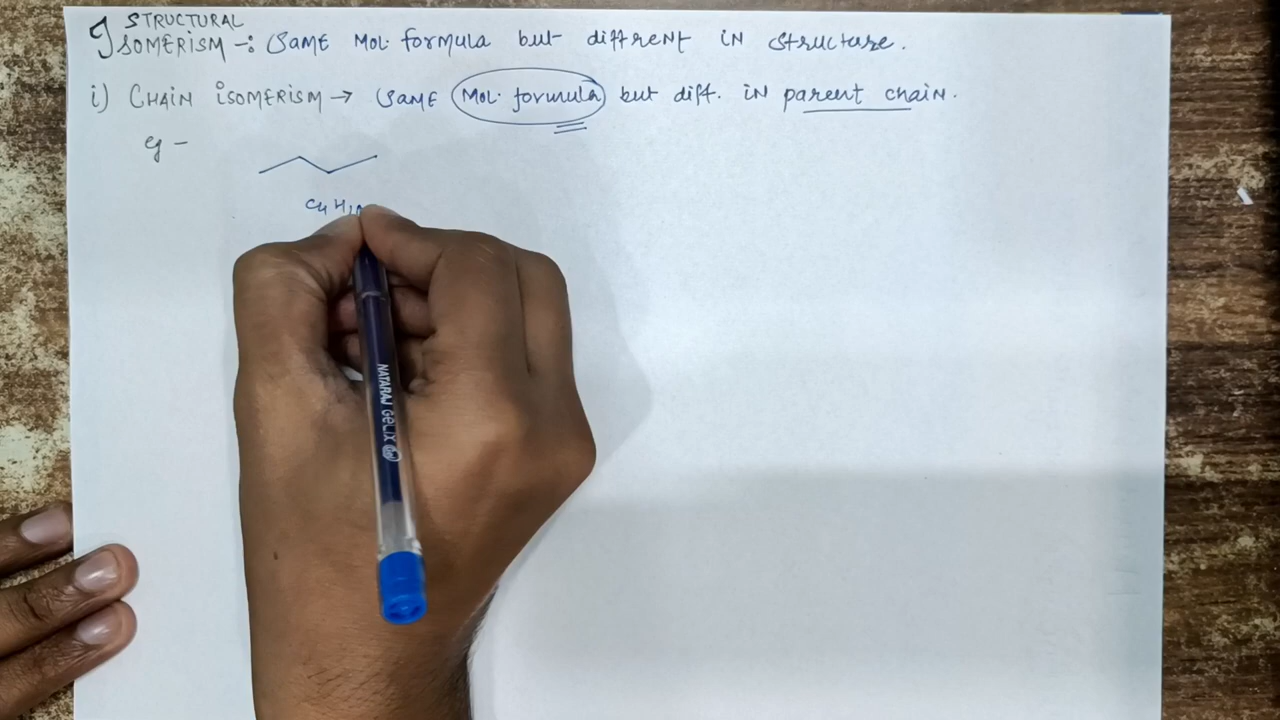 STRUCTURAL
ISOMERISM -: SAME MOL. formula but diffrent IN structure.
i) CHAIN iSOMERISM → SAME MOL. formula but diff. IN parent chain.
eg -
C4H10
NATARAJ GELIX